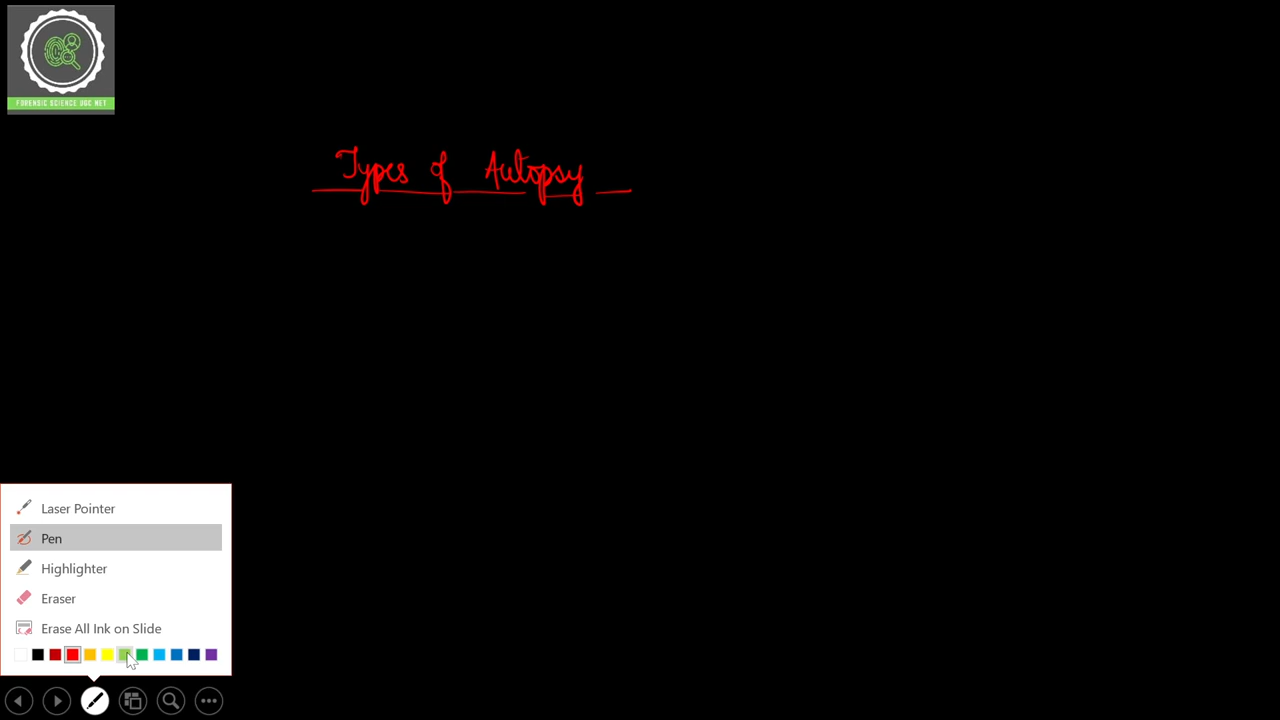 FORENSIC SCIENCE UGC NET
Types of Autopsy
Laser Pointer
Pen
Highlighter
Eraser
Erase All Ink on Slide